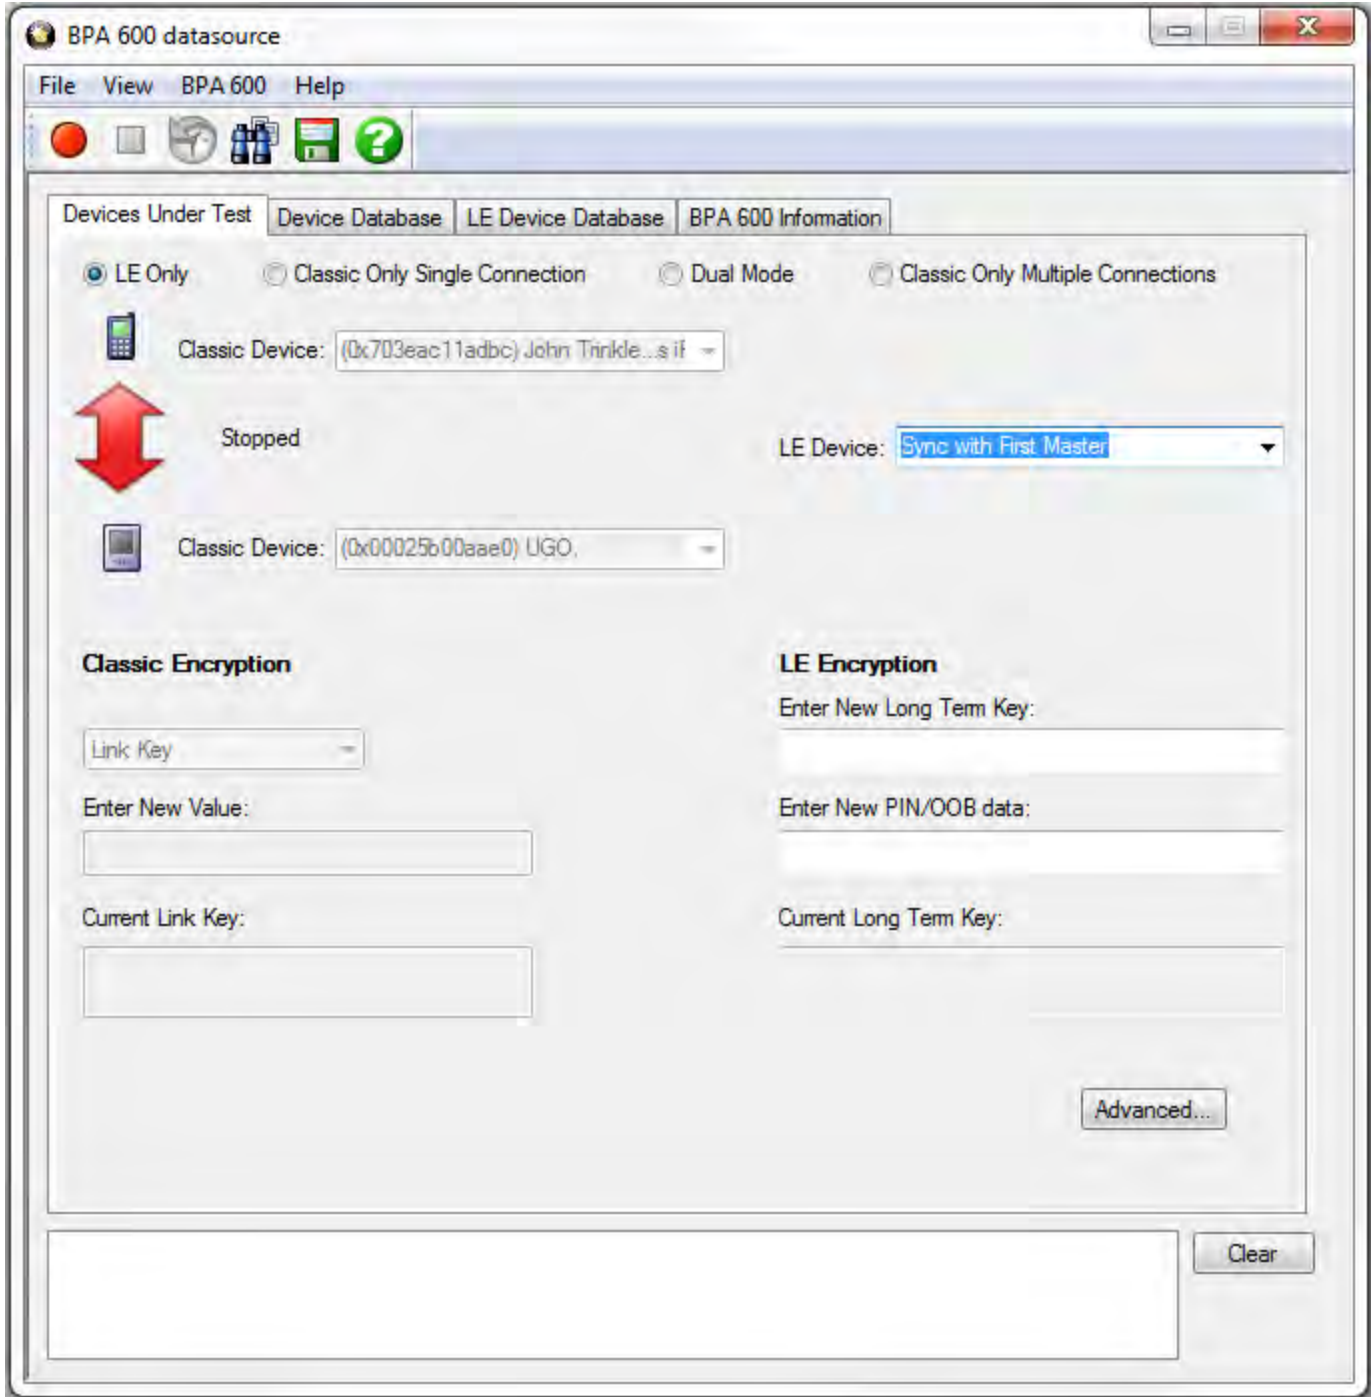 BPA 600 datasource
File View BPA 600 Help
Devices Under Test Device Database LE Device Database BPA 600 Information
LE Only Classic Only Single Connection Dual Mode Classic Only Multiple Connections
Classic Device: (0x703eac11adbc) John Trinkle...s iF
Stopped
LE Device: Sync with First Master
Classic Device: (0x00025b00aae0) UGO,
Classic Encryption LE Encryption
Enter New Long Term Key:
Link Key
Enter New Value: Enter New PIN/OOB data:
Current Link Key: Current Long Term Key:
Advanced...
Clear